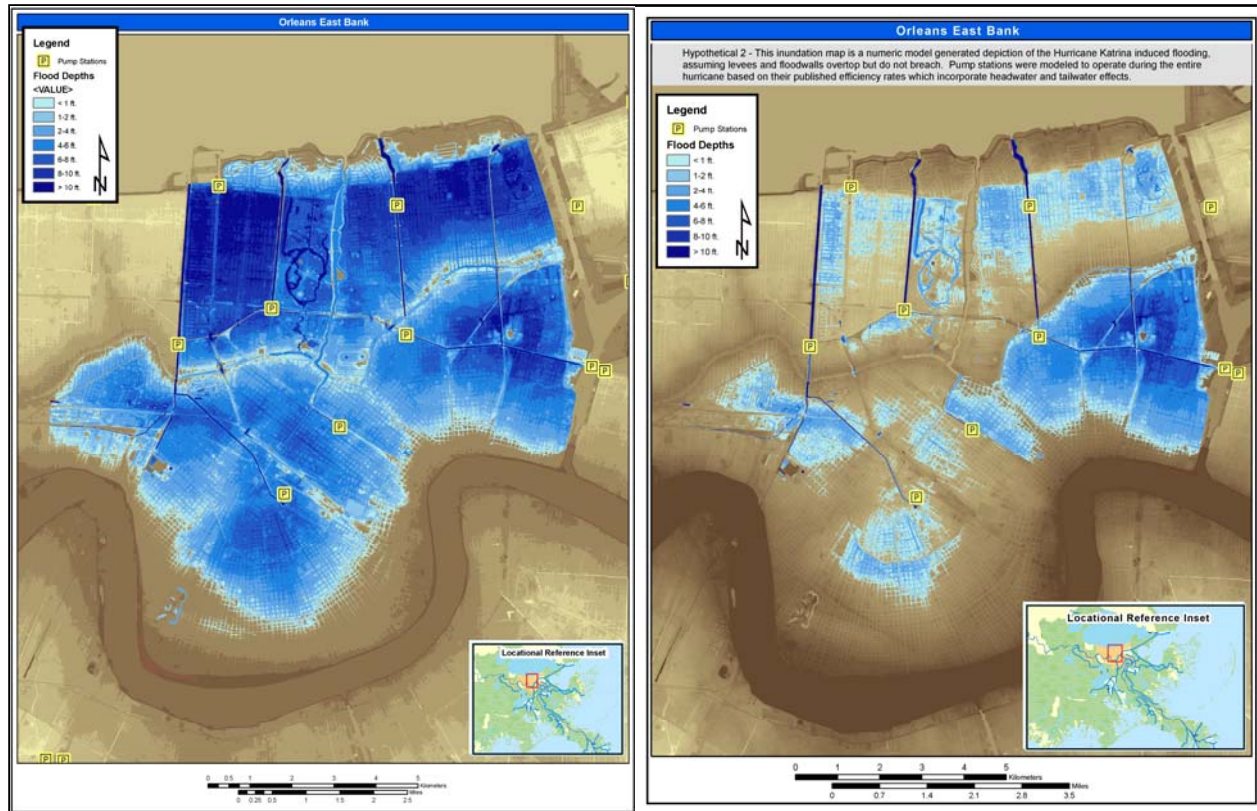 Orleans East Bank
Legend
P Pump Stations
Flood Depths
<VALUE>
< 1 ft.
1-2 ft.
2-4 ft.
4-6 ft.
6-8 ft.
8-10 ft.
> 10 ft.
N
P
P
P
P
P
P
P
P
P
P
P
P
Locational Reference Inset
0 0.5 1 2 3 4 5
Kilometers
Miles
0 0.25 0.5 1 1.5 2 2.5
Orleans East Bank
Hypothetical 2 - This inundation map is a numeric model generated depiction of the Hurricane Katrina induced flooding,
assuming levees and floodwalls overtop but do not breach. Pump stations were modeled to operate during the entire
hurricane based on their published efficiency rates which incorporate headwater and tailwater effects.
Legend
P Pump Stations
Flood Depths
< 1 ft.
1-2 ft.
2-4 ft.
4-6 ft.
6-8 ft.
8-10 ft.
> 10 ft.
N
P
P
P
P
P
P
P
P
P
P
Locational Reference Inset
0 1 2 3 4 5
Kilometers
Miles
0 0.7 1.4 2.1 2.8 3.5